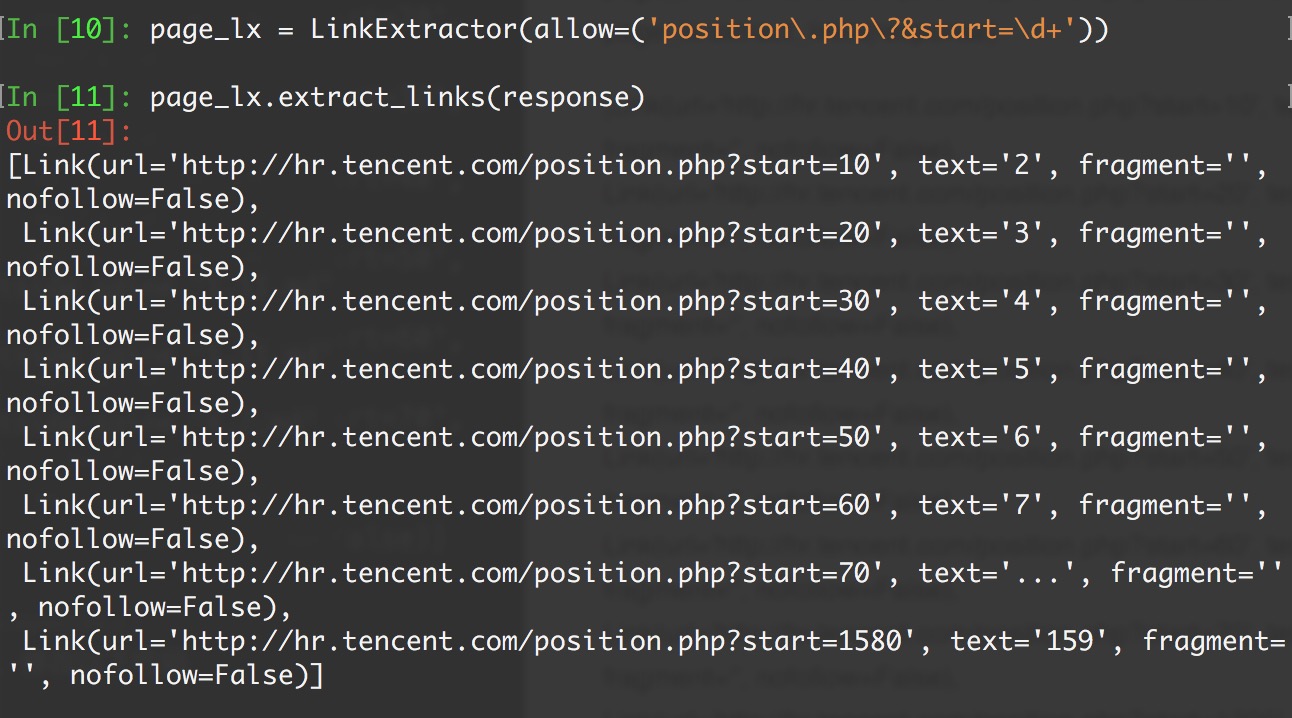 In [10]: page_lx = LinkExtractor(allow=('position\.php\?&start=\d+'))
In [11]: page_lx.extract_links(response)
Out[11]:
[Link(url='http://hr.tencent.com/position.php?start=10', text='2', fragment='',
nofollow=False),
 Link(url='http://hr.tencent.com/position.php?start=20', text='3', fragment='',
nofollow=False),
 Link(url='http://hr.tencent.com/position.php?start=30', text='4', fragment='',
nofollow=False),
 Link(url='http://hr.tencent.com/position.php?start=40', text='5', fragment='',
nofollow=False),
 Link(url='http://hr.tencent.com/position.php?start=50', text='6', fragment='',
nofollow=False),
 Link(url='http://hr.tencent.com/position.php?start=60', text='7', fragment='',
nofollow=False),
 Link(url='http://hr.tencent.com/position.php?start=70', text='...', fragment=''
, nofollow=False),
 Link(url='http://hr.tencent.com/position.php?start=1580', text='159', fragment=
'', nofollow=False)]